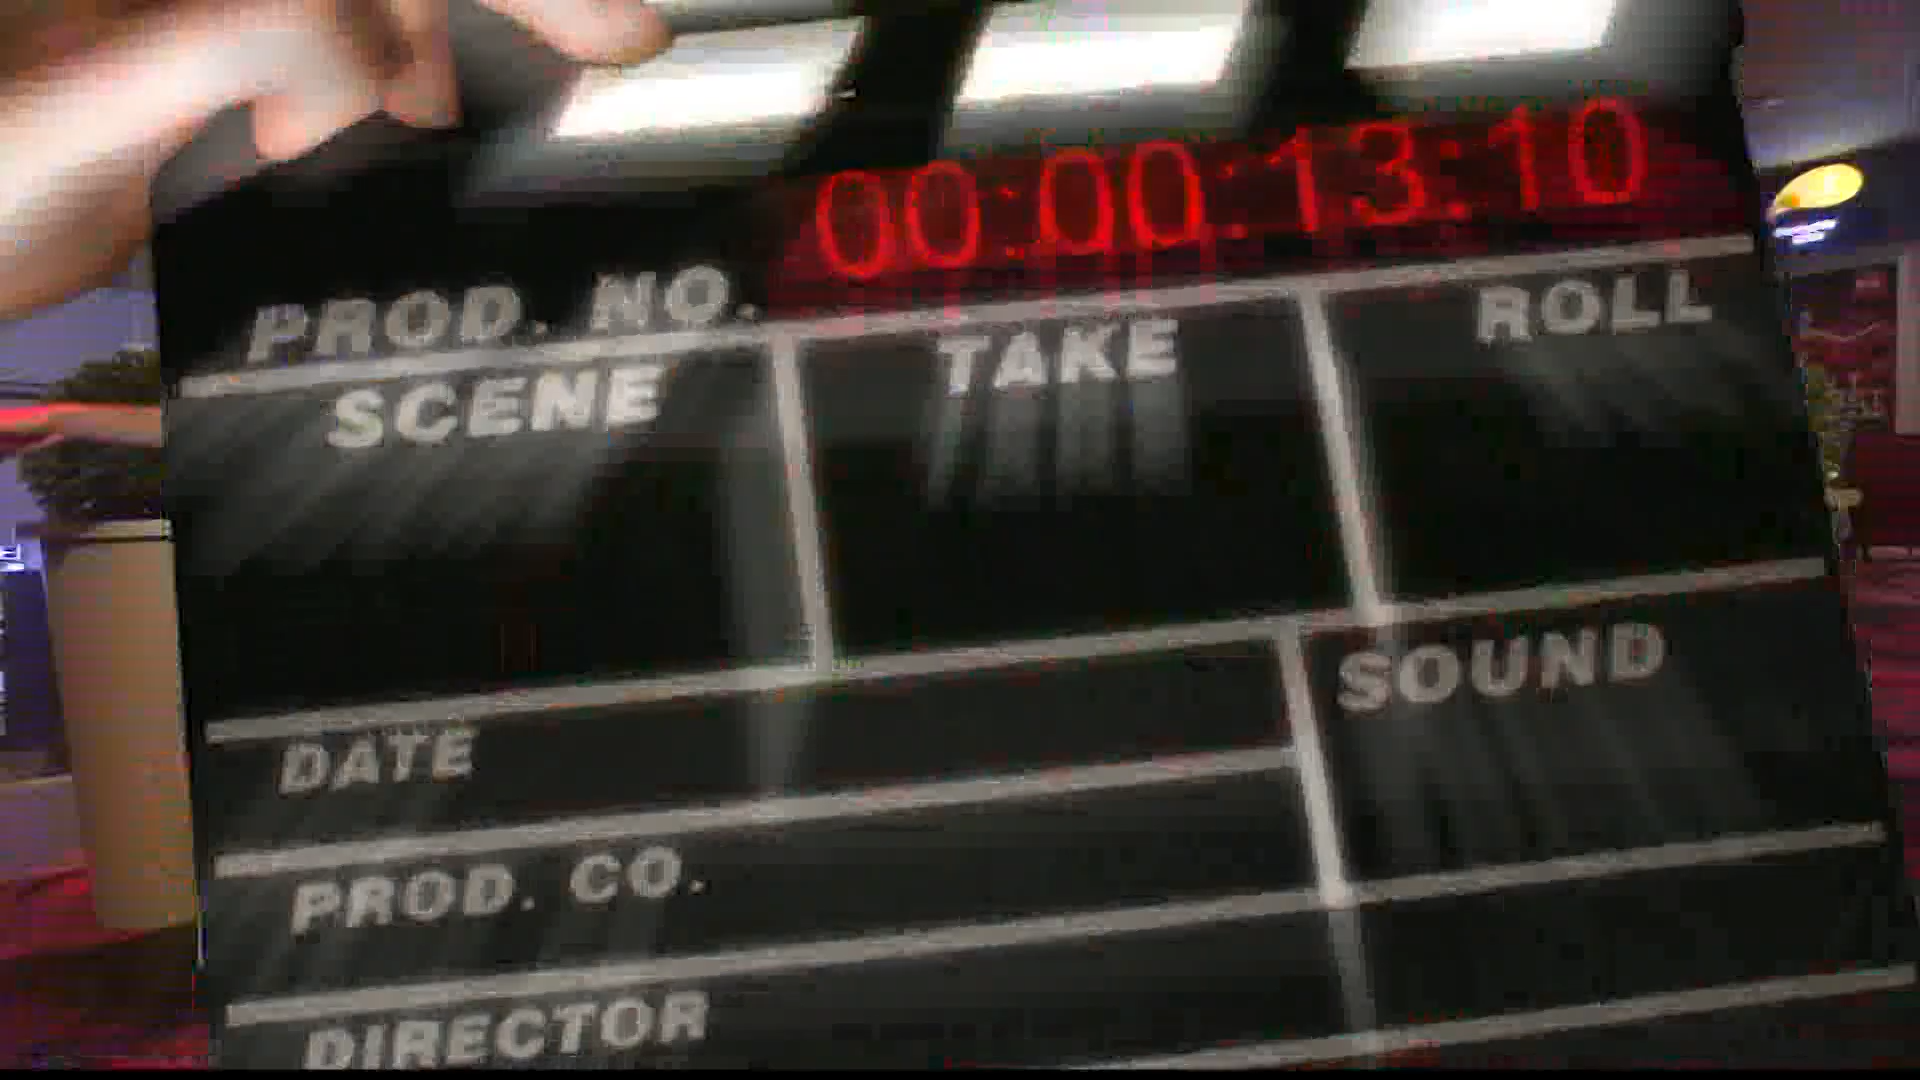 00:00:13:10
PROD. NO.
SCENE TAKE ROLL
SOUND
DATE
PROD. CO.
DIRECTOR